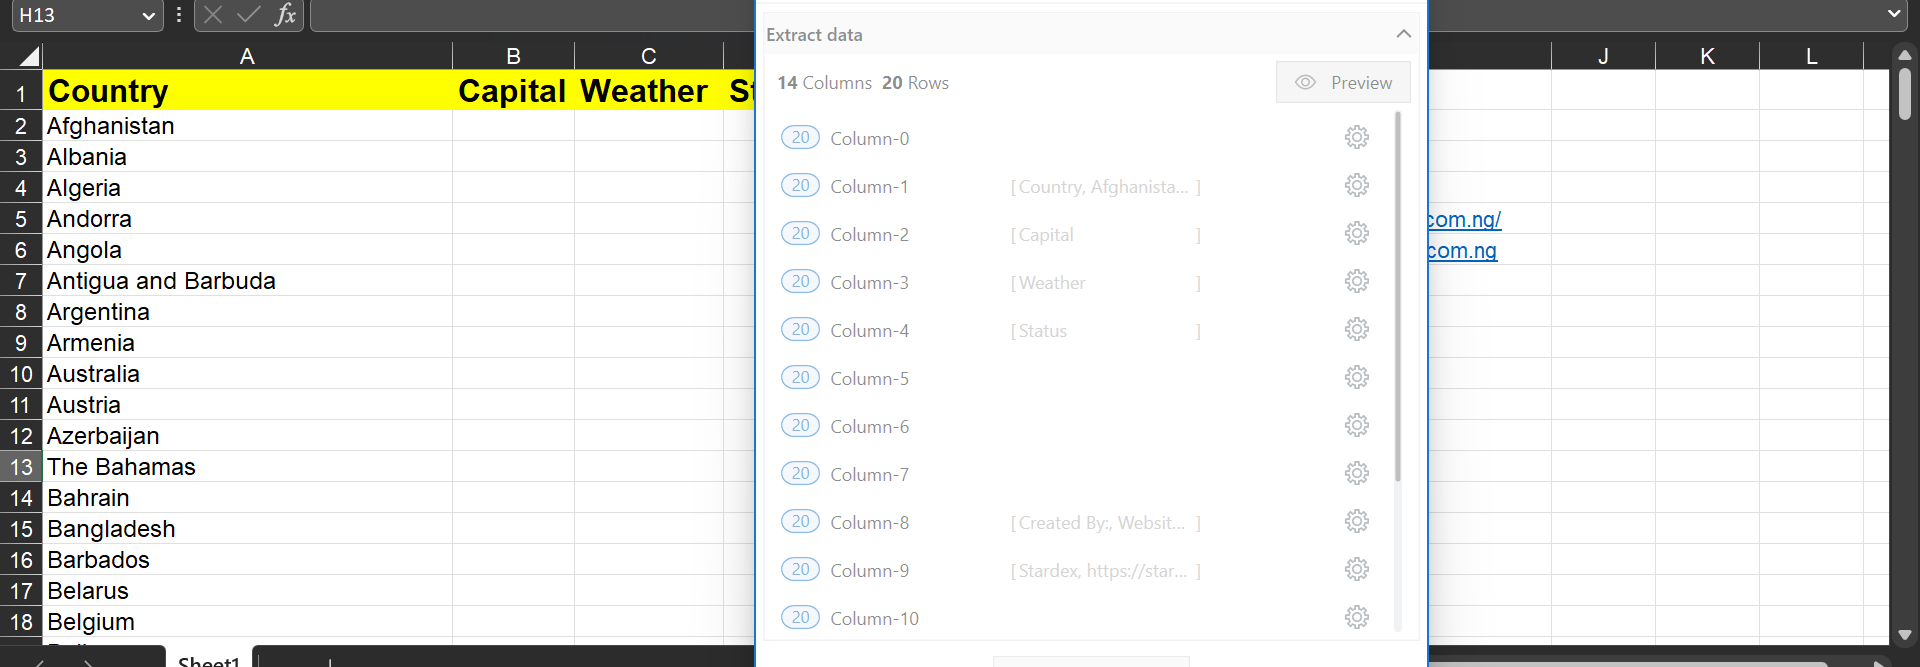 H13 fx
A B C J K L
1 Country Capital Weather
2 Afghanistan
3 Albania
4 Algeria
5 Andorra com.ng/
6 Angola com.ng
7 Antigua and Barbuda
8 Argentina
9 Armenia
10 Australia
11 Austria
12 Azerbaijan
13 The Bahamas
14 Bahrain
15 Bangladesh
16 Barbados
17 Belarus
18 Belgium
Sheet1
Extract data
14 Columns 20 Rows Preview
20 Column-0
20 Column-1 [Country, Afghanista... ]
20 Column-2 [Capital ]
20 Column-3 [Weather ]
20 Column-4 [Status ]
20 Column-5
20 Column-6
20 Column-7
20 Column-8 [Created By:, Websit... ]
20 Column-9 [Stardex, https://star... ]
20 Column-10